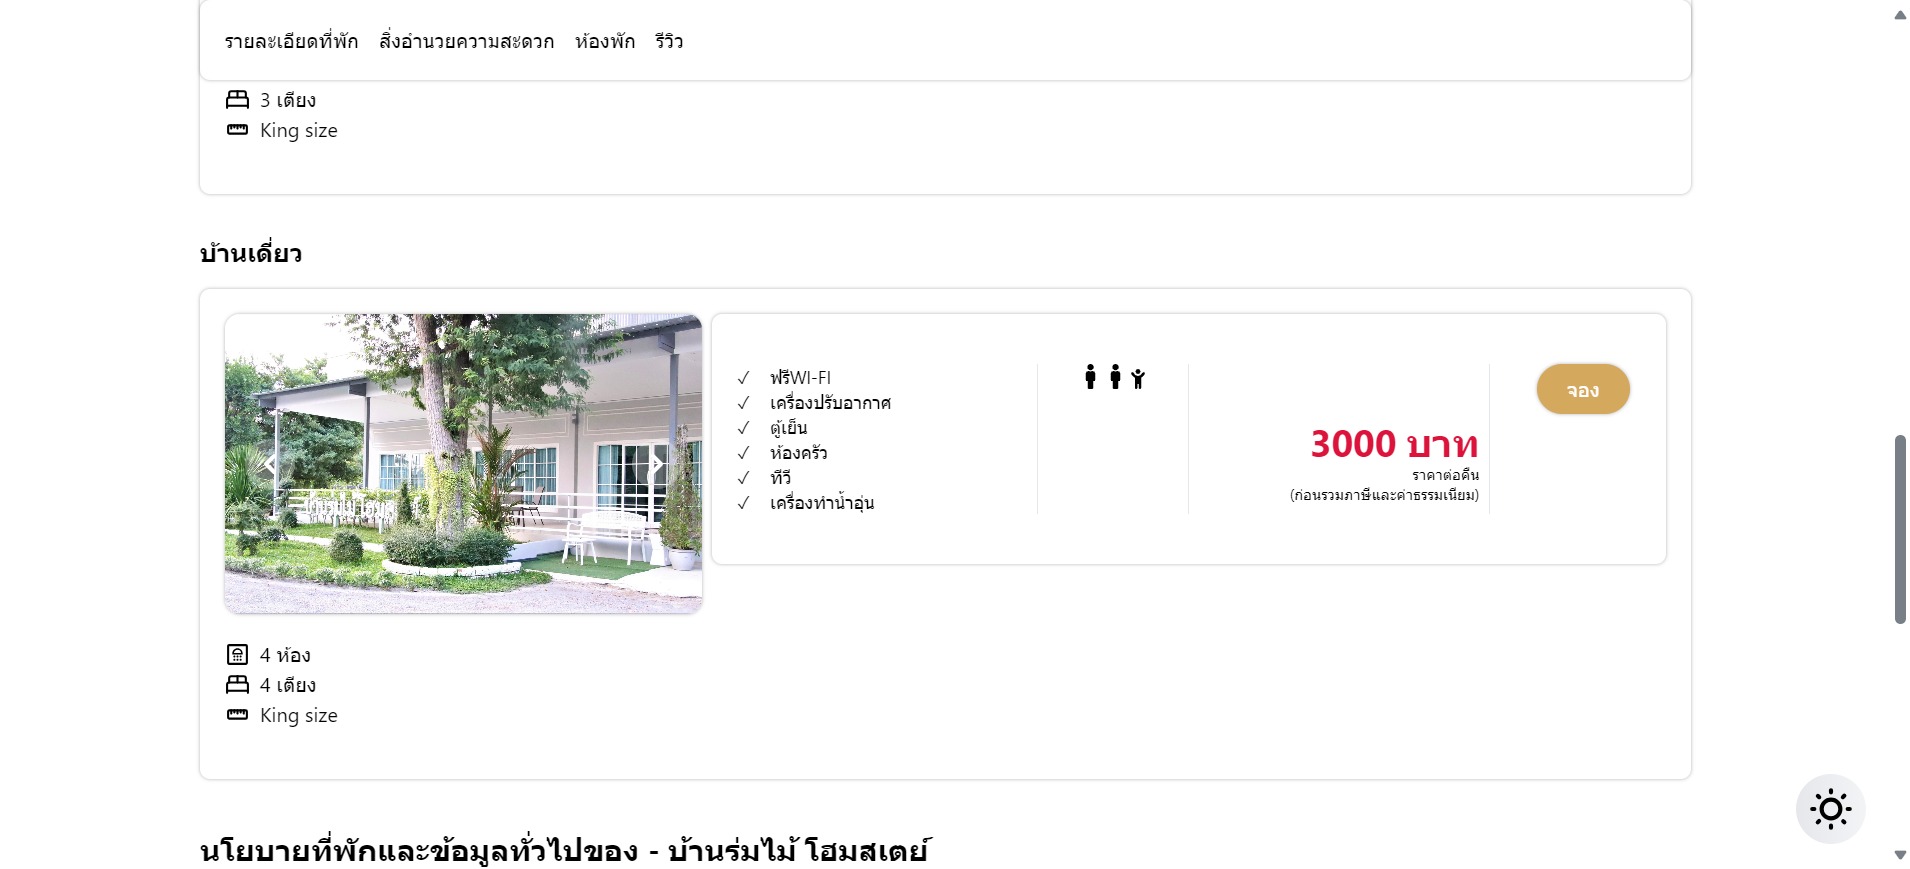 รายละเอียดที่พัก สิ่งอำนวยความสะดวก ห้องพัก รีวิว
3 เตียง
King size
บ้านเดี่ยว
ฟรีWI-FI
เครื่องปรับอากาศ
ตู้เย็น
ห้องครัว
ทีวี
เครื่องทำน้ำอุ่น
3000 บาท
ราคาต่อคืน
(ก่อนรวมภาษีและค่าธรรมเนียม)
จอง
4 ห้อง
4 เตียง
King size
นโยบายที่พักและข้อมูลทั่วไปของ - บ้านร่มไม้ โฮมสเตย์